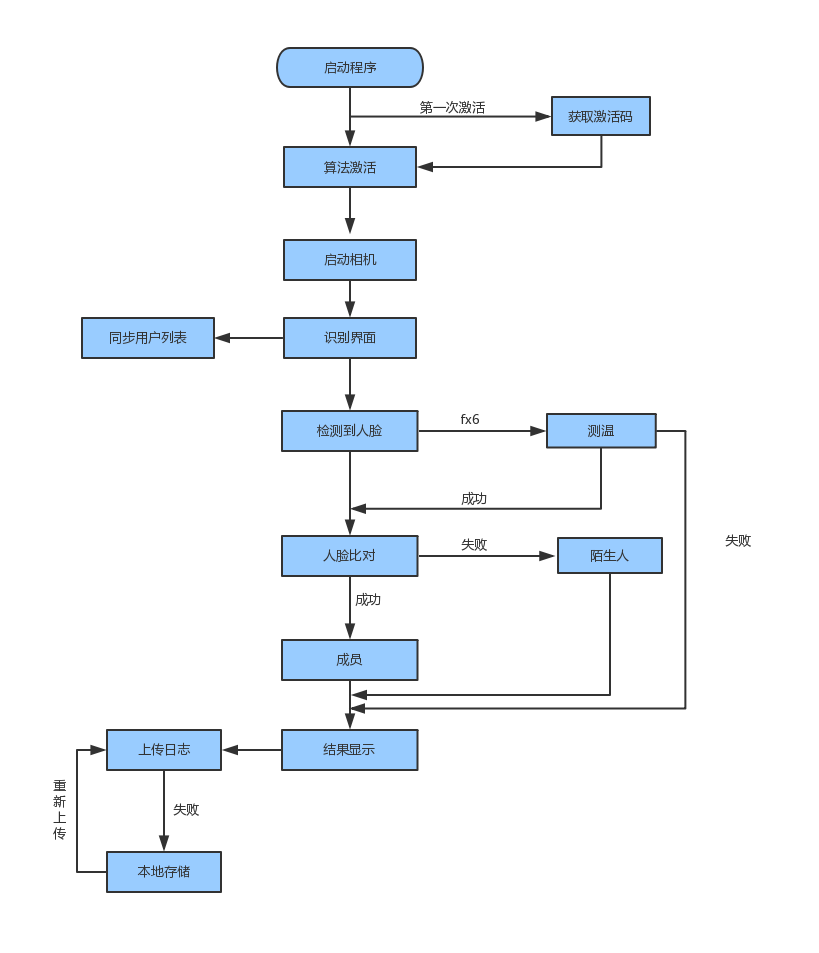 启动程序
第一次激活
获取激活码
算法激活
启动相机
同步用户列表
识别界面
检测到人脸
fx6
测温
成功
失败
人脸比对
失败
陌生人
成功
成员
上传日志
结果显示
重
新
上
传
失败
本地存储